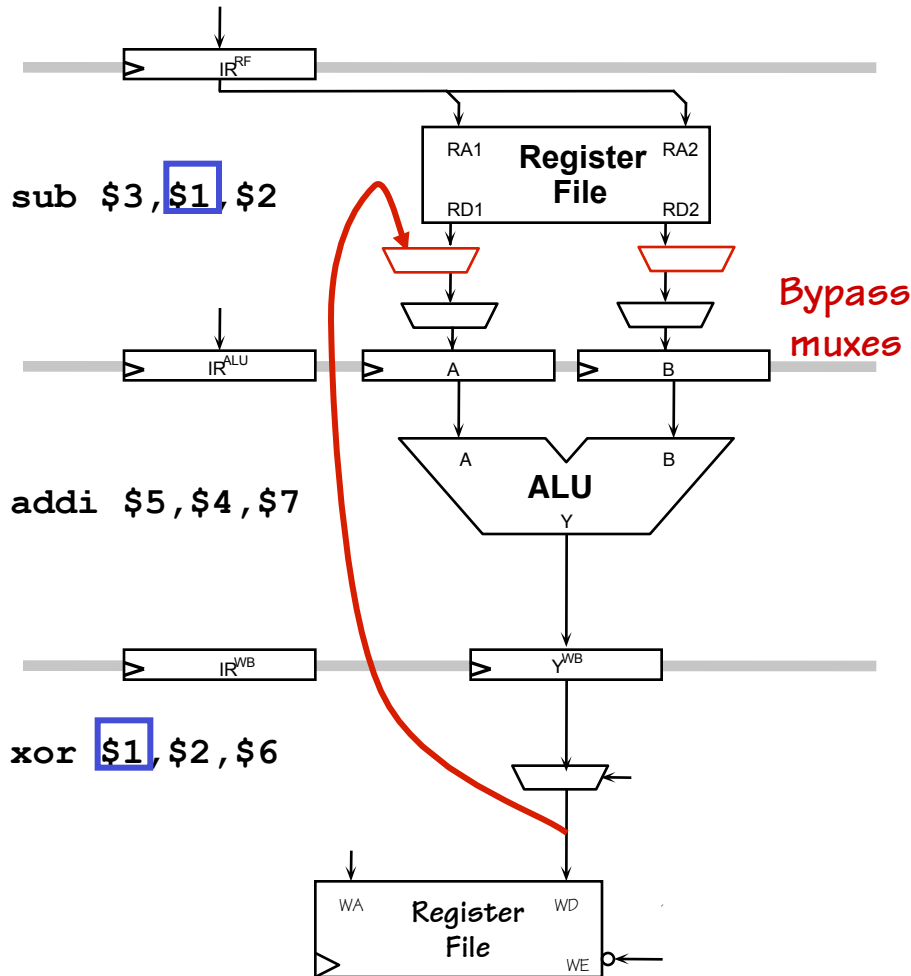 IR^RF
RA1 Register File RA2
RD1 RD2
sub $3,$1,$2
Bypass
muxes
IR^ALU
A
B
A
B
ALU
Y
addi $5,$4,$7
IR^WB
Y^WB
xor $1,$2,$6
WA
Register
File
WD
WE